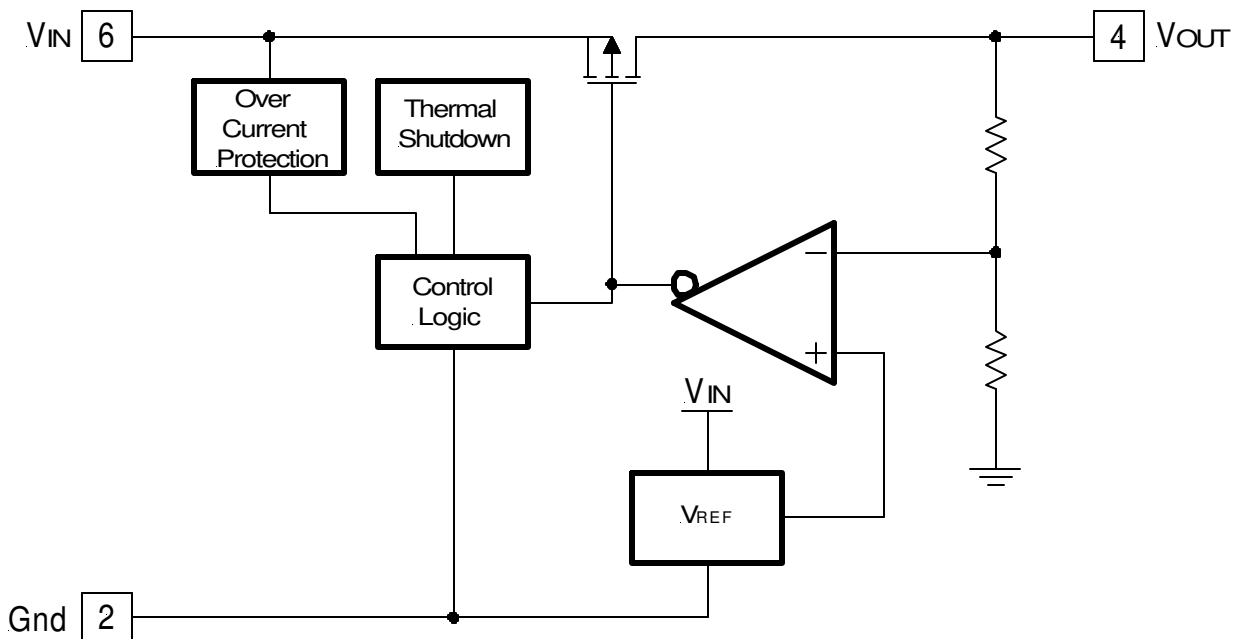 VIN 6
4 VOUT
Over
Current
Protection
Thermal
Shutdown
Control
Logic
−
+
VIN
VREF
Gnd 2